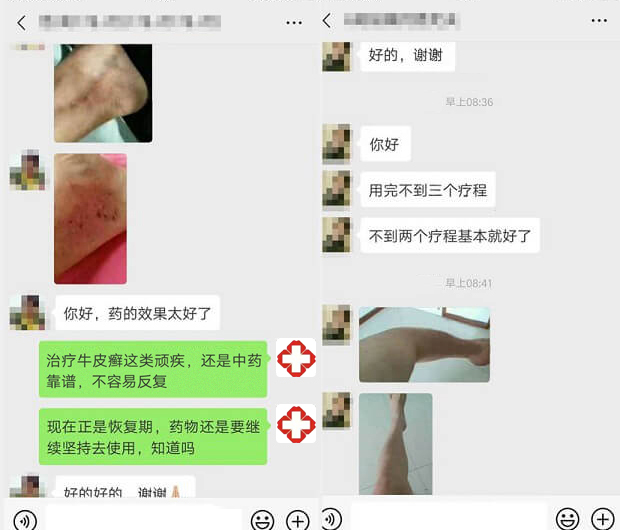 你好，药的效果太好了
治疗牛皮癣这类顽疾，还是中药
靠谱，不容易反复
现在正是恢复期，药物还是要继
续坚持去使用，知道吗
好的好的，谢谢🙏
好的，谢谢
早上08:36
你好
用完不到三个疗程
不到两个疗程基本就好了
早上08:41